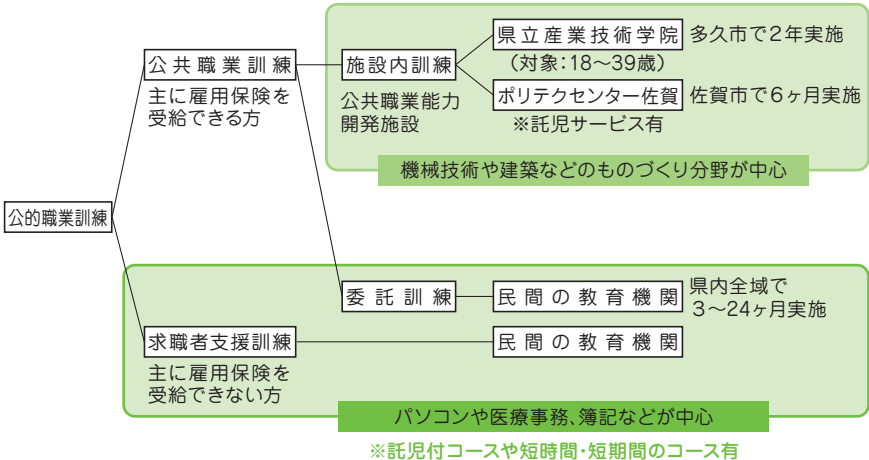 公的職業訓練
公共職業訓練
主に雇用保険を
受給できる方
施設内訓練
公共職業能力
開発施設
県立産業技術学院 多久市で2年実施
（対象：18〜39歳）
ポリテクセンター佐賀 佐賀市で6ヶ月実施
※託児サービス有
機械技術や建築などのものづくり分野が中心
委託訓練
民間の教育機関
県内全域で
3〜24ヶ月実施
求職者支援訓練
主に雇用保険を
受給できない方
民間の教育機関
パソコンや医療事務、簿記などが中心
※託児付コースや短時間・短期間のコース有